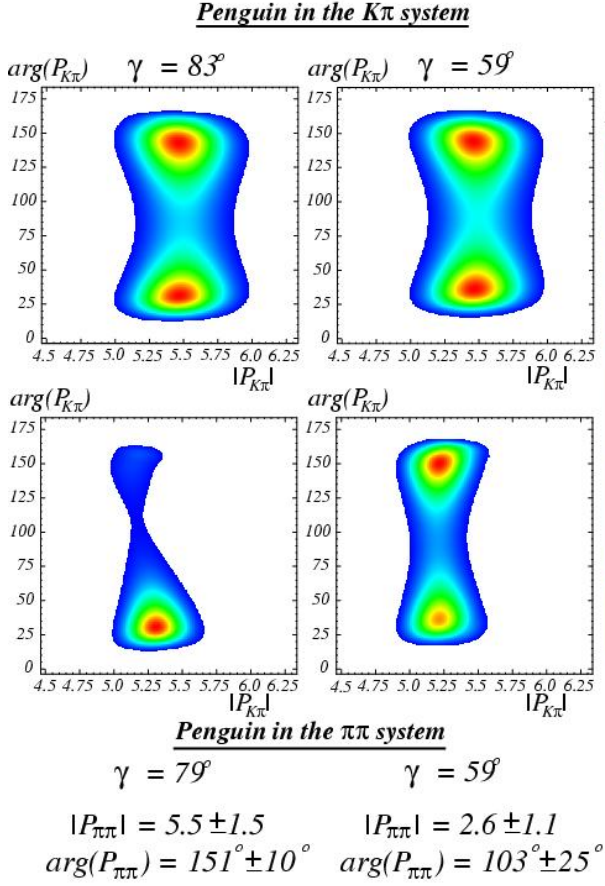 Penguin in the Kπ system
arg(P_Kπ) γ = 83° arg(P_Kπ) γ = 59°
175 175
150 150
125 125
100 100
75 75
50 50
25 25
0 0
4.5 4.75 5.0 5.25 5.5 5.75 6.0 6.25 4.5 4.75 5.0 5.25 5.5 5.75 6.0 6.25
|P_Kπ| |P_Kπ|
arg(P_Kπ) arg(P_Kπ)
175 175
150 150
125 125
100 100
75 75
50 50
25 25
0 0
4.5 4.75 5.0 5.25 5.5 5.75 6.0 6.25 4.5 4.75 5.0 5.25 5.5 5.75 6.0 6.25
|P_Kπ| |P_Kπ|
Penguin in the ππ system
γ = 79° γ = 59°
|P_ππ| = 5.5 ±1.5 |P_ππ| = 2.6 ±1.1
arg(P_ππ) = 151°±10° arg(P_ππ) = 103°±25°